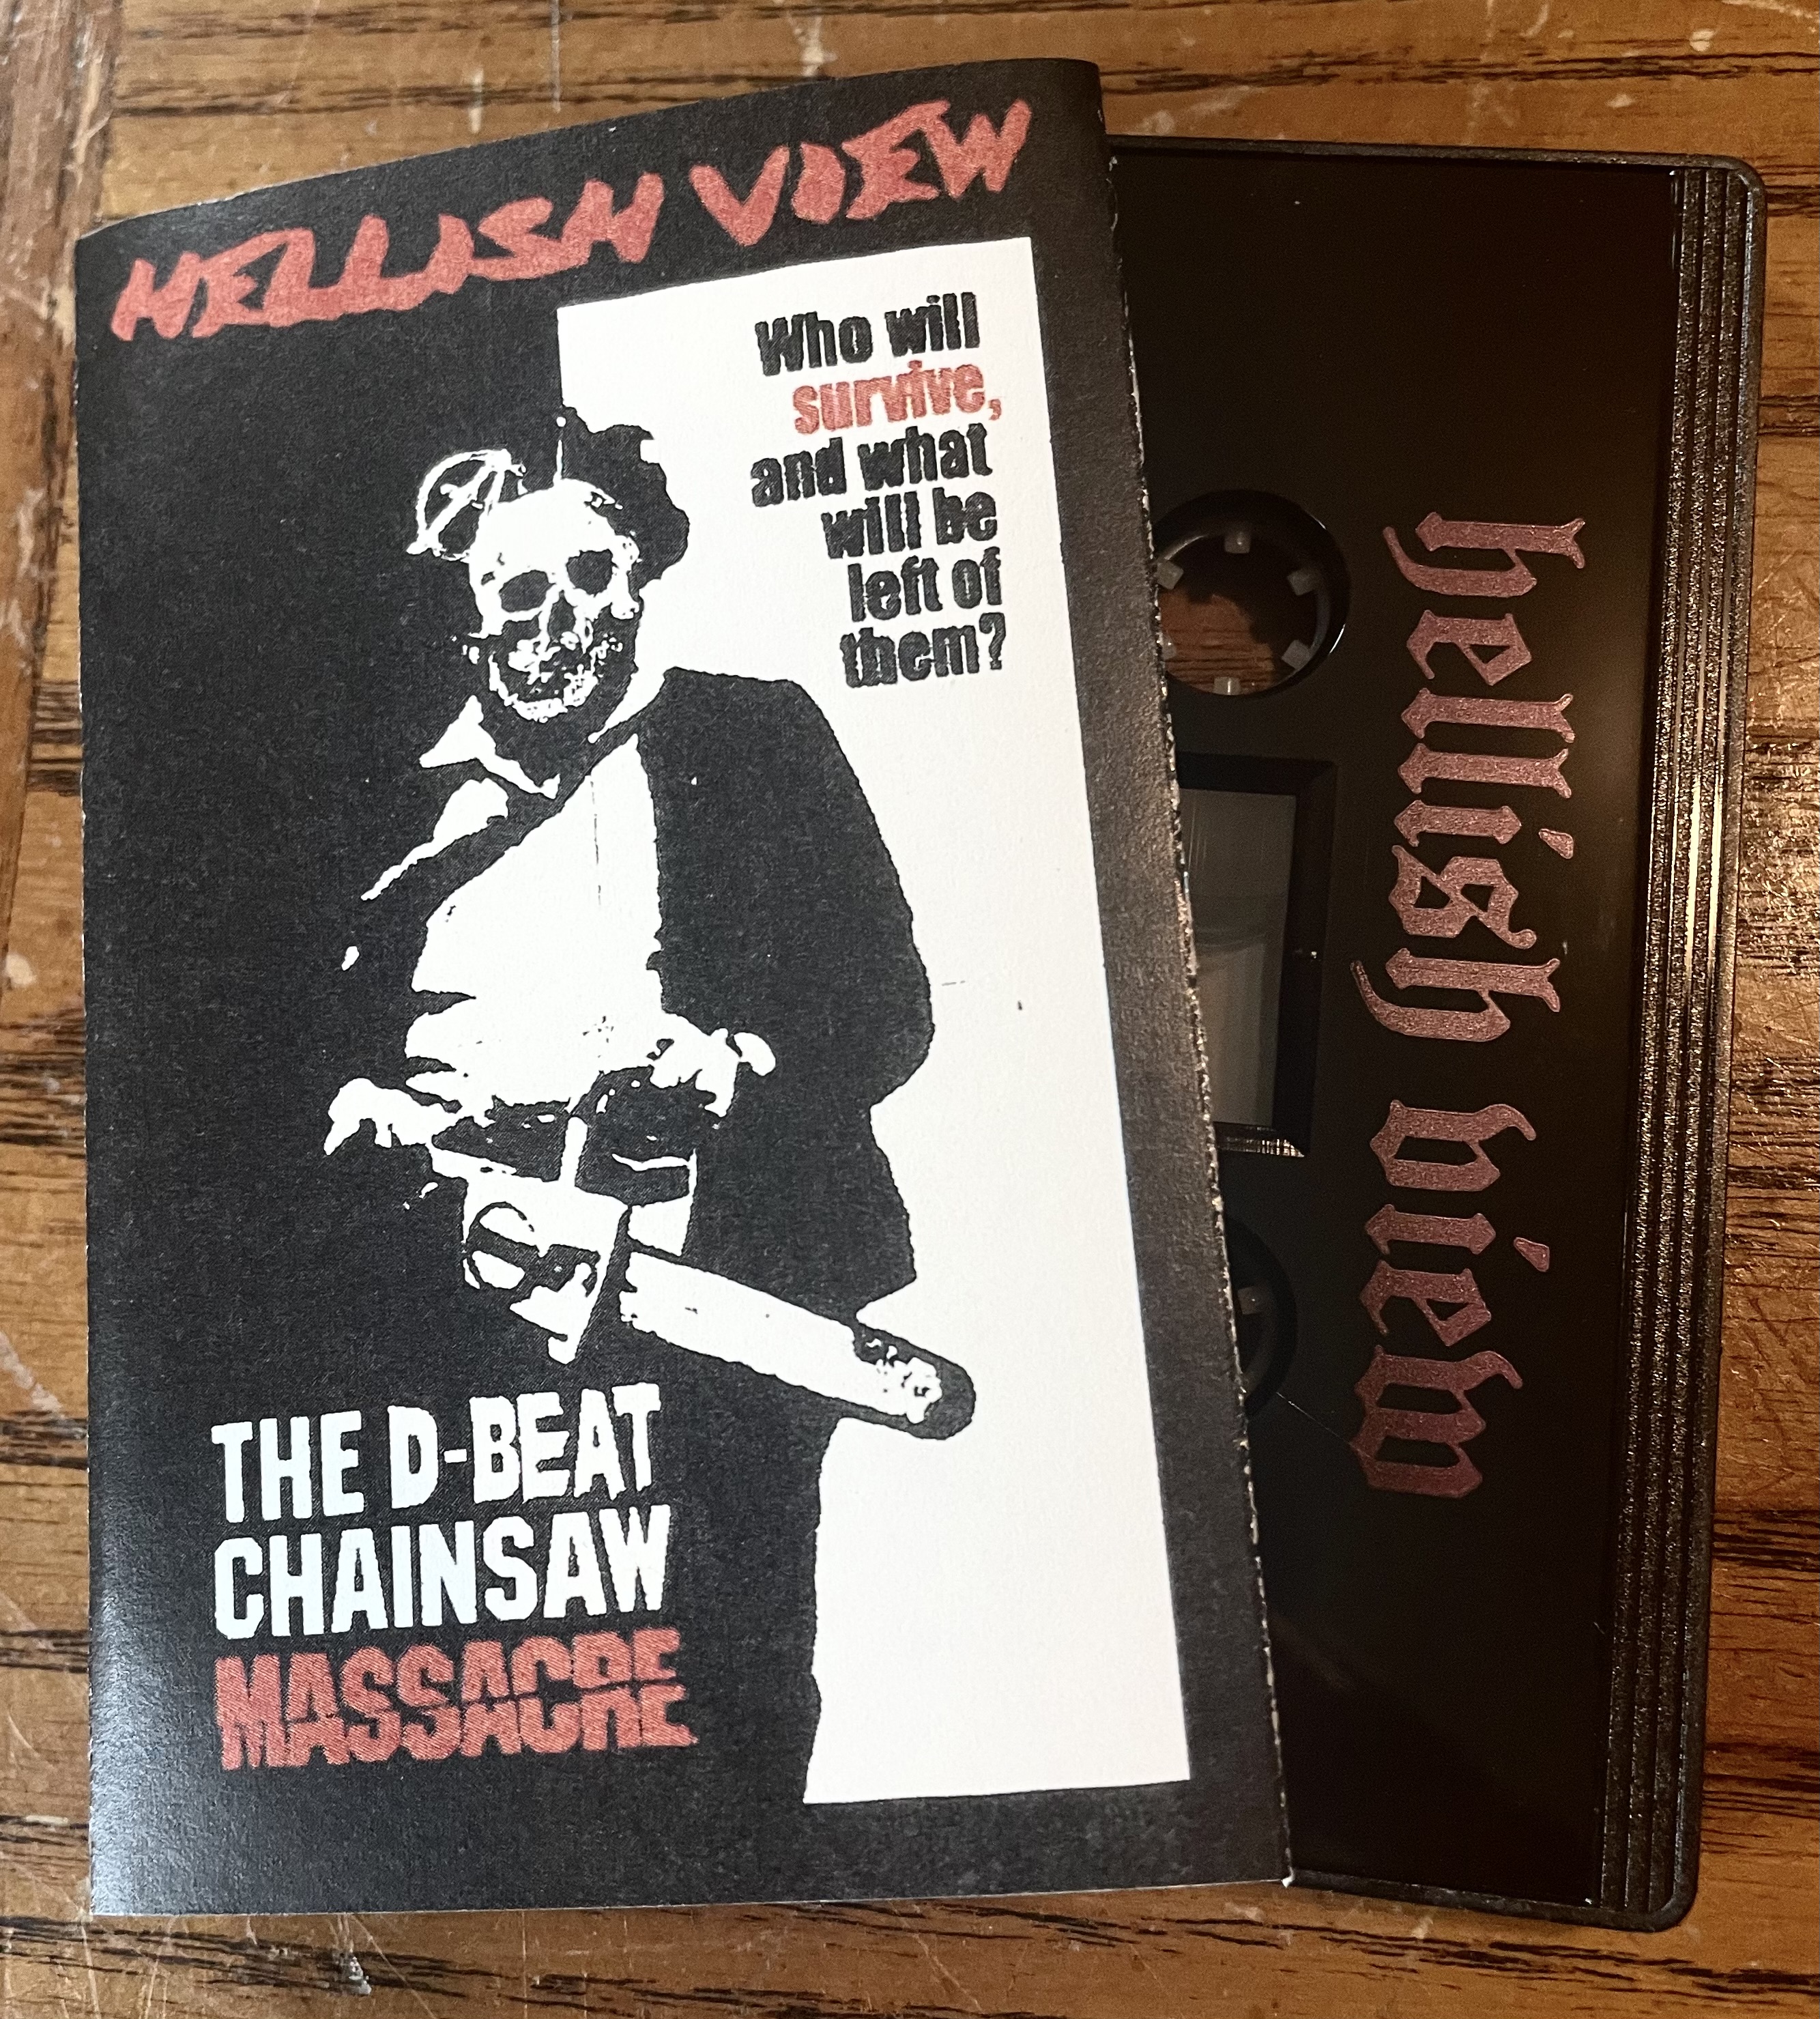 HELLISH VIEW
Who will
survive,
and what
will be
left of
them?
THE D-BEAT
CHAINSAW
MASSACRE
hellish view